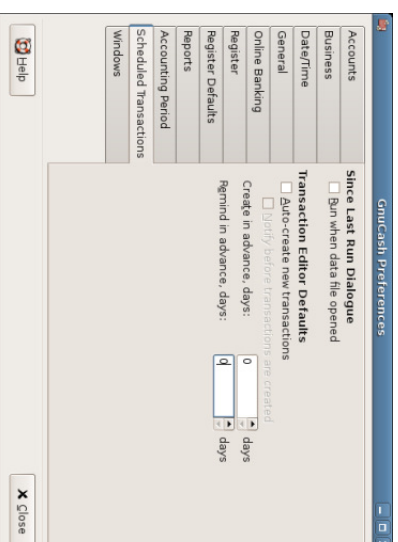 GnuCash Preferences
Accounts
Business
Date/Time
General
Online Banking
Register
Register Defaults
Reports
Accounting Period
Scheduled Transactions
Windows
Since Last Run Dialogue
Run when data file opened
Transaction Editor Defaults
Auto-create new transactions
Notify before transactions are created
Create in advance, days: 0 days
Remind in advance, days: 0 days
Help
Close